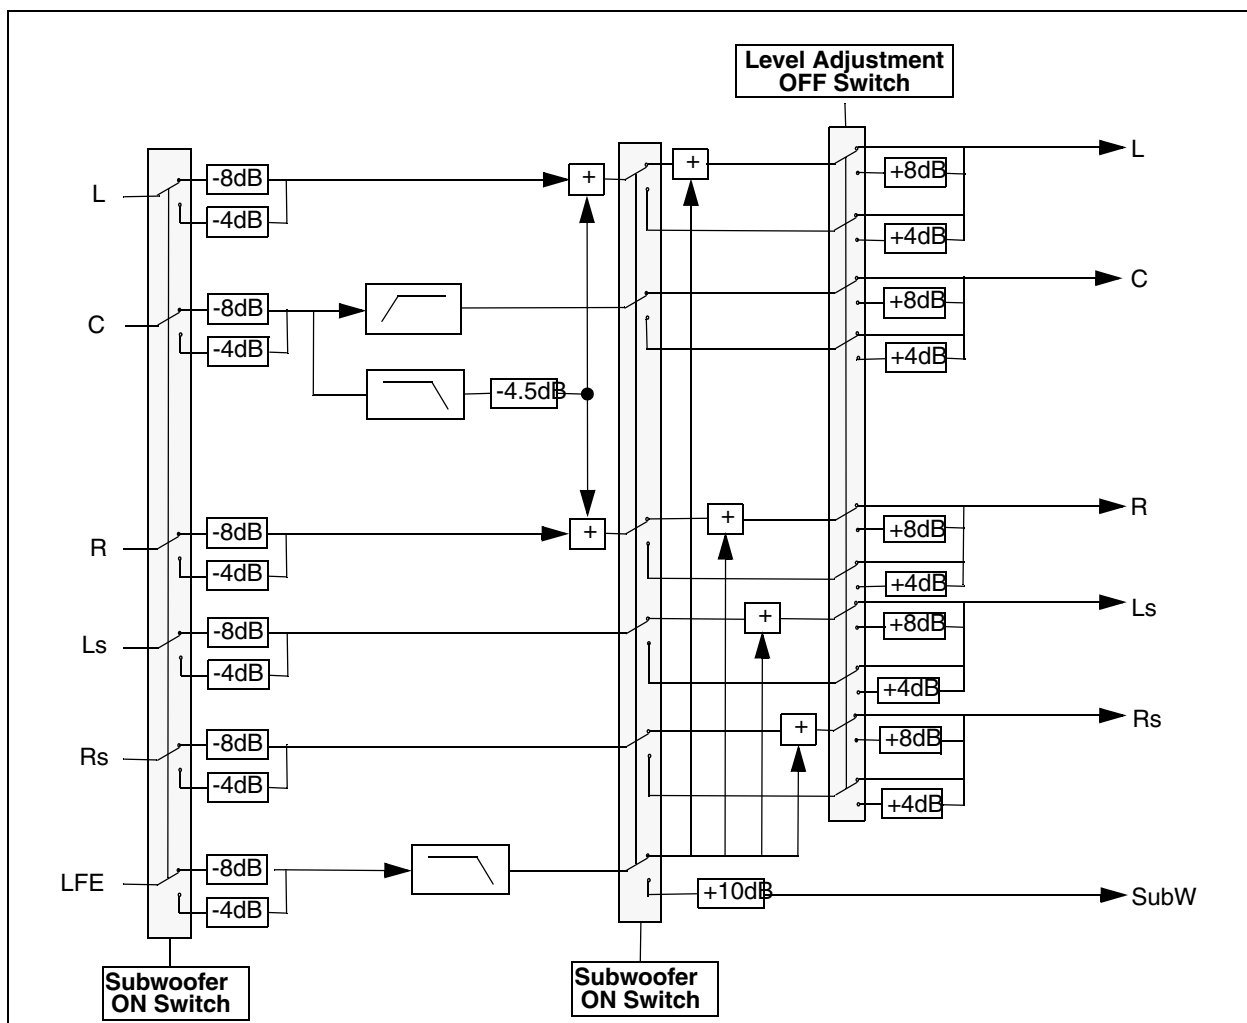 Level Adjustment
OFF Switch
L
-8dB
-4dB
+
+
+8dB
+4dB
L
C
-8dB
-4dB
-4.5dB
+8dB
+4dB
C
R
-8dB
-4dB
+
+
+8dB
+4dB
R
Ls
-8dB
-4dB
+
+8dB
+4dB
Ls
Rs
-8dB
-4dB
+
+8dB
+4dB
Rs
LFE
-8dB
-4dB
+10dB
SubW
Subwoofer
ON Switch
Subwoofer
ON Switch